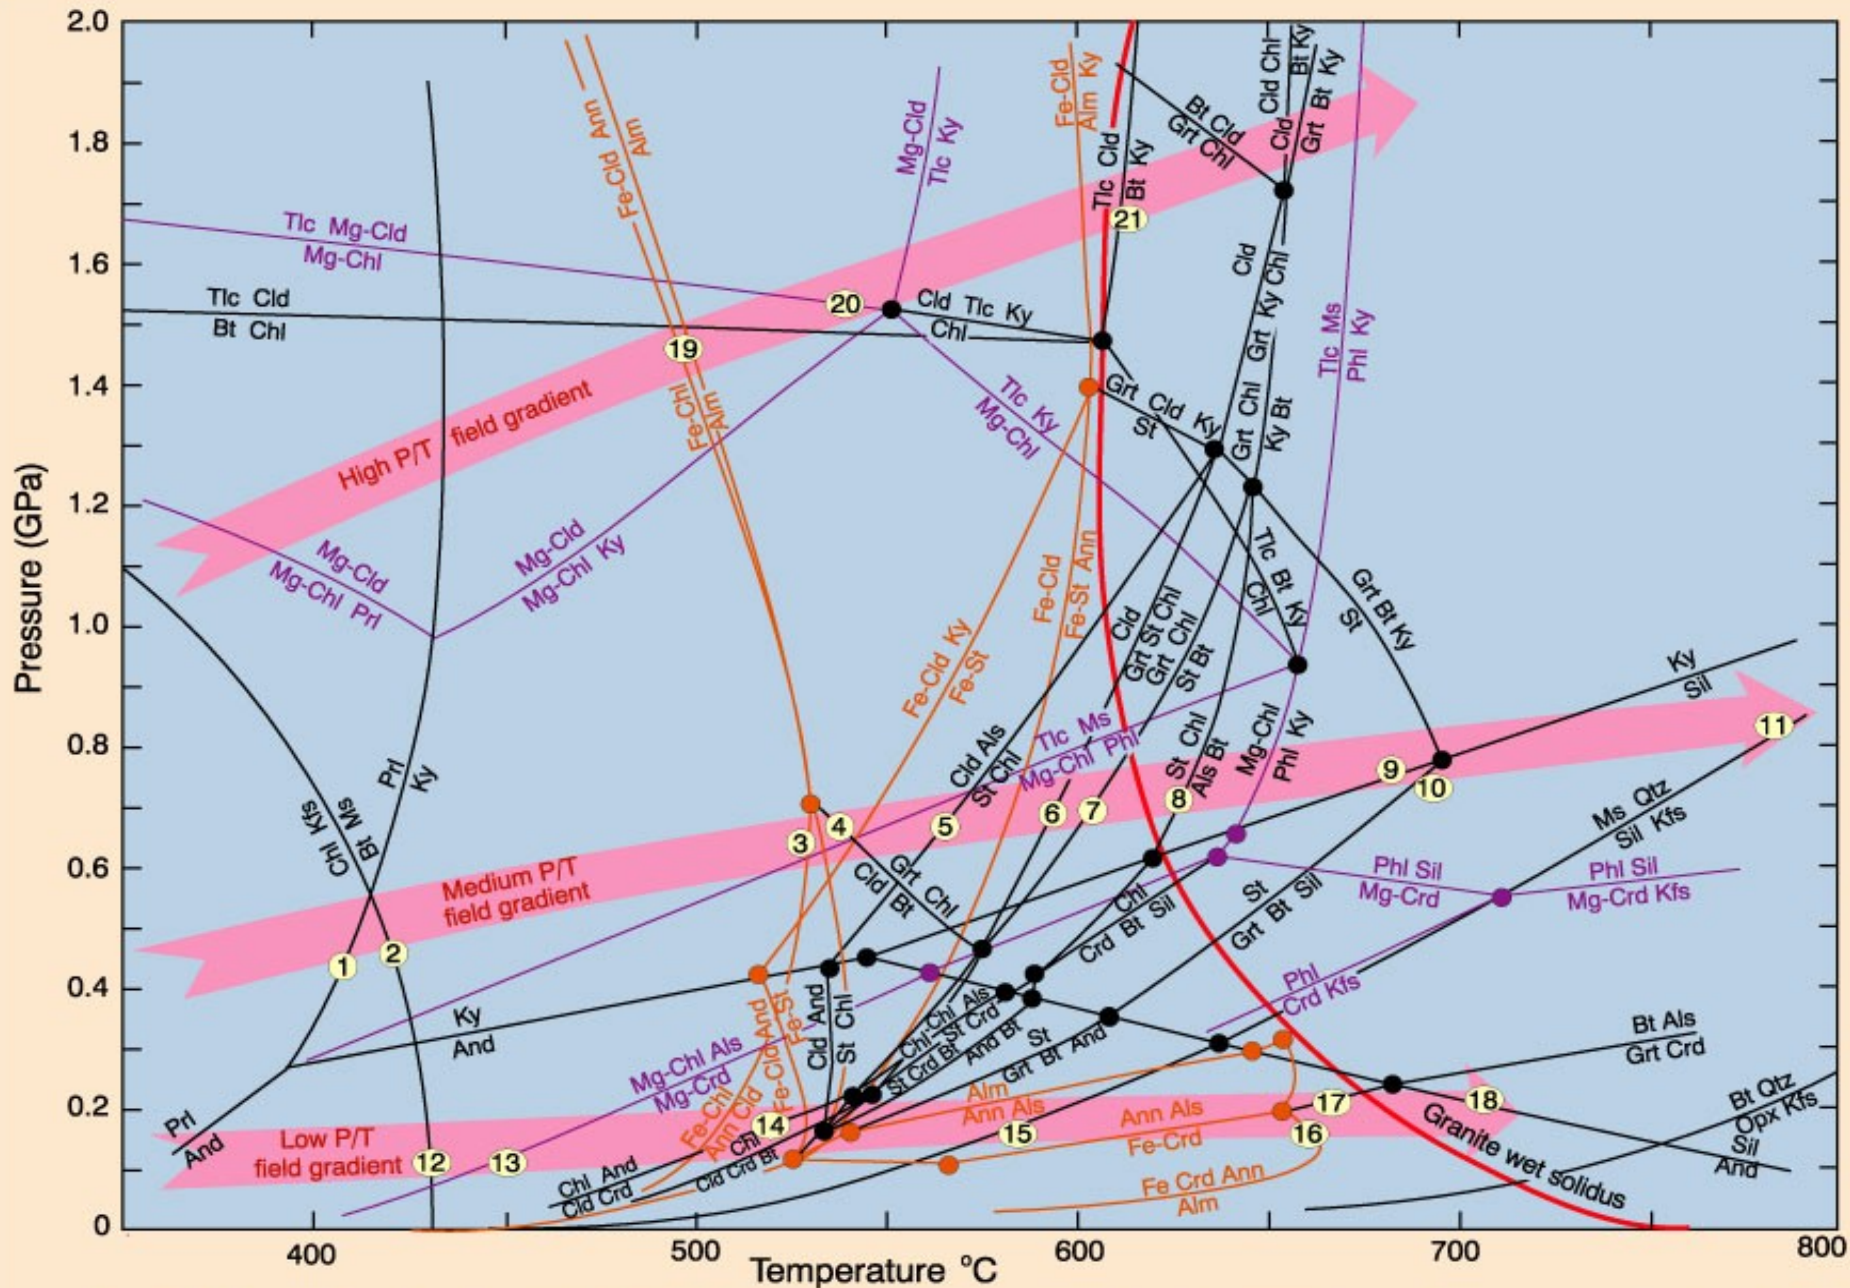 2.0
1.8
1.6
1.4
1.2
1.0
0.8
0.6
0.4
0.2
0
Pressure (GPa)
400
500
600
700
800
Temperature °C
High P/T field gradient
Medium P/T
field gradient
Low P/T
field gradient
Granite wet solidus
Tlc Mg-Cld
Mg-Chl
Tlc Cld
Bt Chl
Mg-Cld
Mg-Chl Prl
Mg-Cld
Mg-Chl Ky
Prl
Ky
Chl Kfs
Bt Ms
Prl
And
Ky
And
Fe-Cld Ann
Alm
Fe-Chl
Alm
Mg-Cld
Tlc Ky
Cld Tlc Ky
Chl
Tlc Ky
Mg-Chl
Fe-Cld
Alm Ky
Tlc Cld
Bt Ky
Bt Cld
Grt Chl
Cld Chl
Bt Ky
Cld
Grt Bt Ky
Cld
Grt Ky Chl
Grt Chl
Ky Bt
Tlc Ms
Phl Ky
Grt Cld Ky
St
Tlc Bt Ky
Chl
Grt Bt Ky
St
Fe-Cld
Fe-St Ann
Fe-Cld Ky
Fe-St
Cld
Grt St Chl
Grt Chl
St Bt
Cld Als
St Chl
Tlc Ms
Mg-Chl Phl
St Chl
Als Bt
Mg-Chl
Phl Ky
Ky
Sil
Ms Qtz
Sil Kfs
Phl Sil
Mg-Crd
Phl Sil
Mg-Crd Kfs
Grt Chl
Cld Bt
Chl
Crd Bt Sil
St
Grt Bt Sil
Phl
Crd Kfs
Bt Als
Grt Crd
Bt Qtz
Opx Kfs
Sil
And
Mg-Chl Als
Mg-Crd
Fe-Cld And
Fe-St
Cld And
St Chl
Chl Als
St Crd
Chl
St Crd Bt
And Bt
St
Grt Bt And
Alm
Ann Als
Ann Als
Fe-Crd
Fe Crd Ann
Alm
Fe-Chl
Ann Cld
Chl
Cld Crd Bt
Chl And
Cld Crd
1
2
3
4
5
6
7
8
9
10
11
12
13
14
15
16
17
18
19
20
21